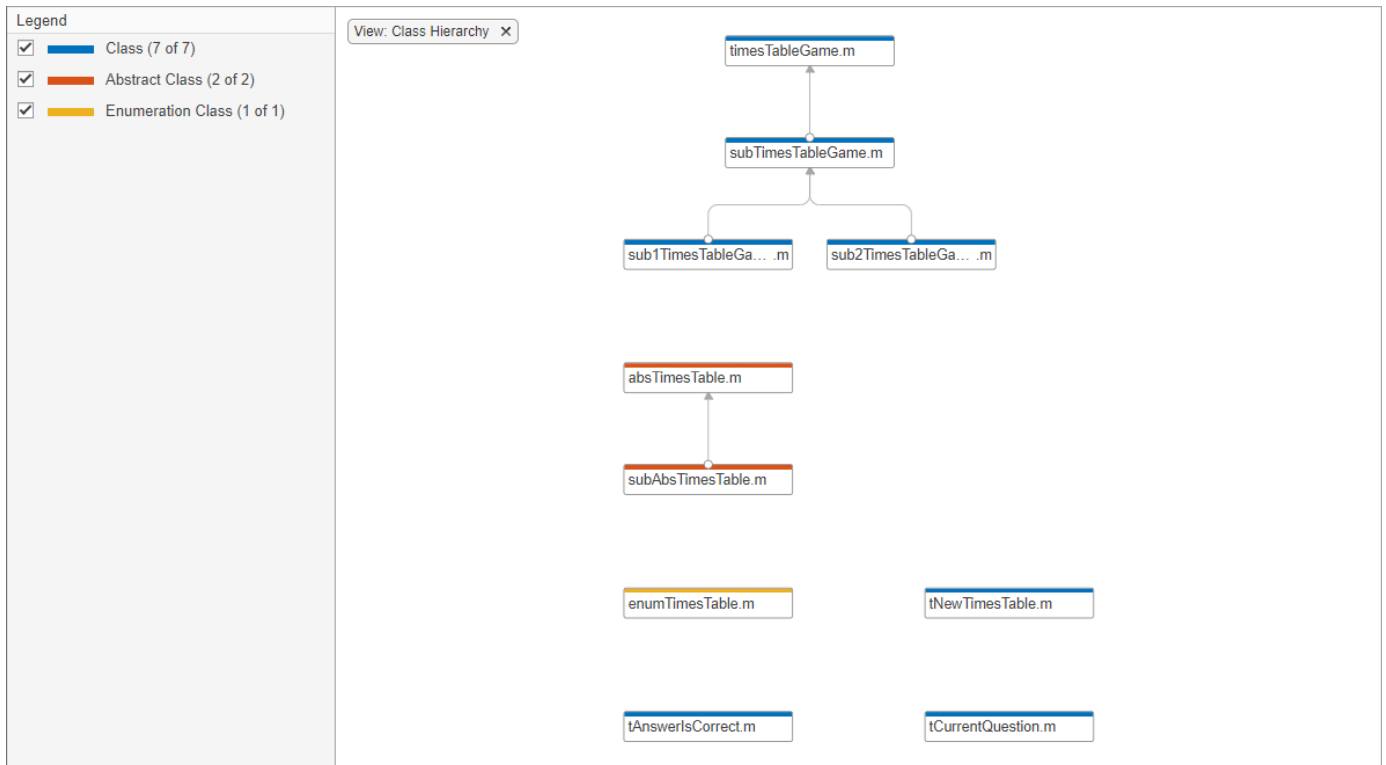 Legend
Class (7 of 7)
Abstract Class (2 of 2)
Enumeration Class (1 of 1)
View: Class Hierarchy ✕
timesTableGame.m
subTimesTableGame.m
sub1TimesTableGa... .m
sub2TimesTableGa... .m
absTimesTable.m
subAbsTimesTable.m
enumTimesTable.m
tNewTimesTable.m
tAnswerIsCorrect.m
tCurrentQuestion.m